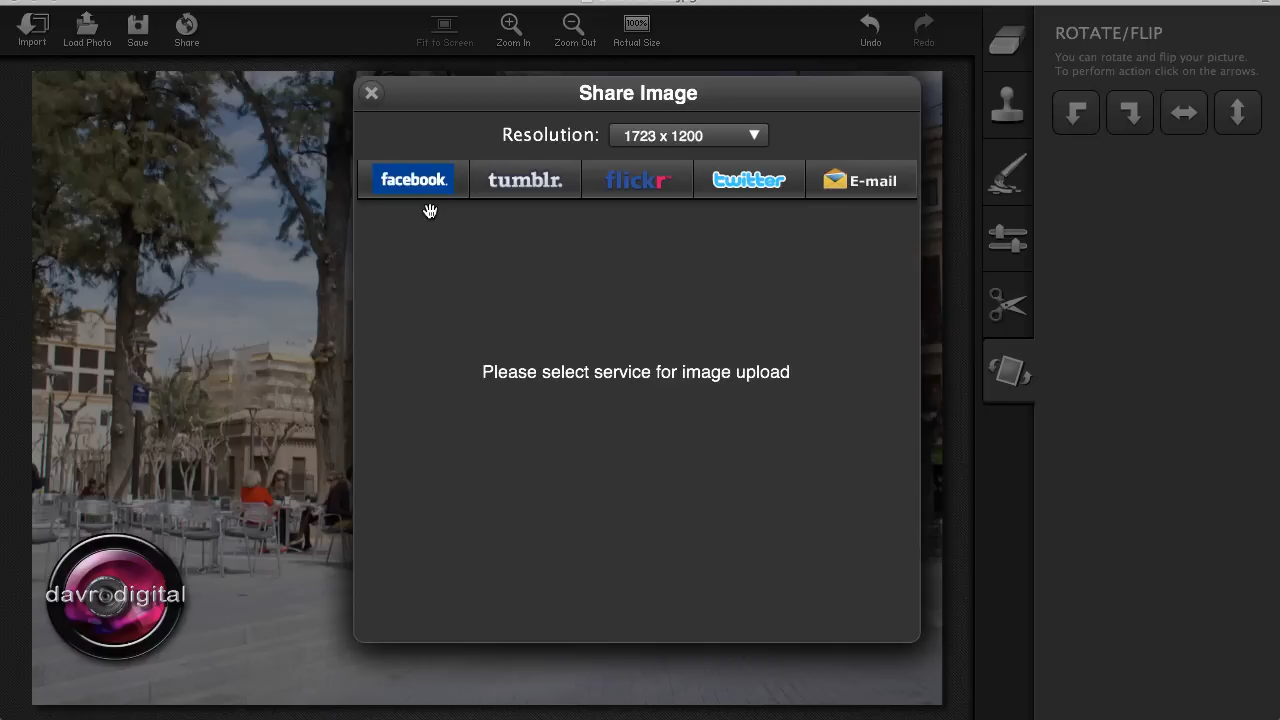 Import
Load Photo
Save
Share
Fit to Screen
Zoom In
100%
Zoom Out
Actual Size
Undo
Redo
ROTATE/FLIP
You can rotate and flip your picture.
To perform action click on the arrows.
Share Image
Resolution: 1723 x 1200
facebook.
tumblr.
flickr
twitter
E-mail
Please select service for image upload
davrodigital